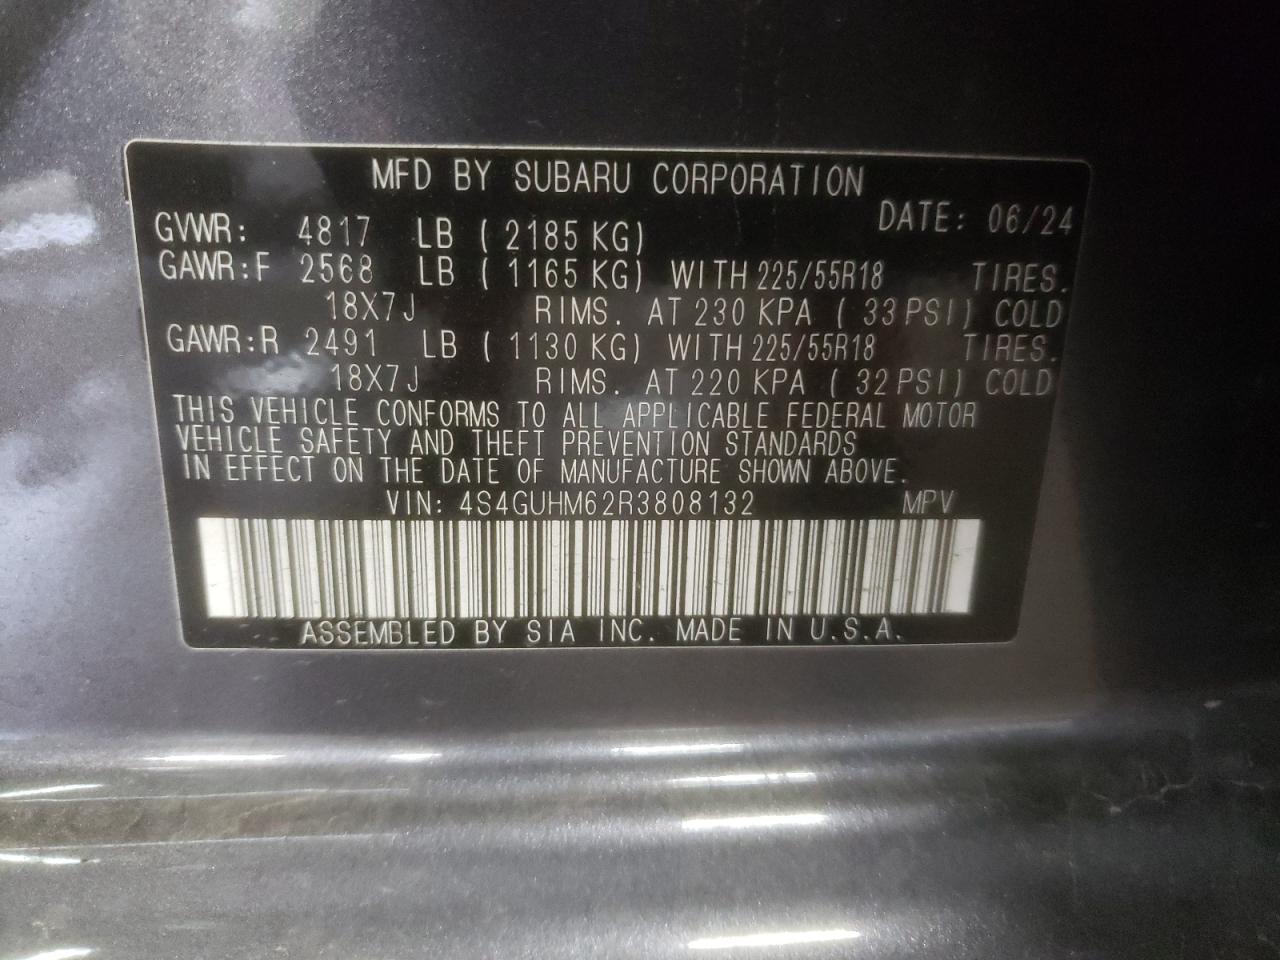 MFD BY SUBARU CORPORATION
DATE: 06/24
GVWR: 4817 LB ( 2185 KG)
GAWR:F 2568 LB ( 1165 KG) WITH 225/55R18 TIRES.
18X7J RIMS. AT 230 KPA ( 33 PSI) COLD
GAWR:R 2491 LB ( 1130 KG) WITH 225/55R18 TIRES.
18X7J RIMS. AT 220 KPA ( 32 PSI) COLD
THIS VEHICLE CONFORMS TO ALL APPLICABLE FEDERAL MOTOR
VEHICLE SAFETY AND THEFT PREVENTION STANDARDS
IN EFFECT ON THE DATE OF MANUFACTURE SHOWN ABOVE.
VIN: 4S4GUHM62R3808132 MPV
ASSEMBLED BY SIA INC. MADE IN U.S.A.